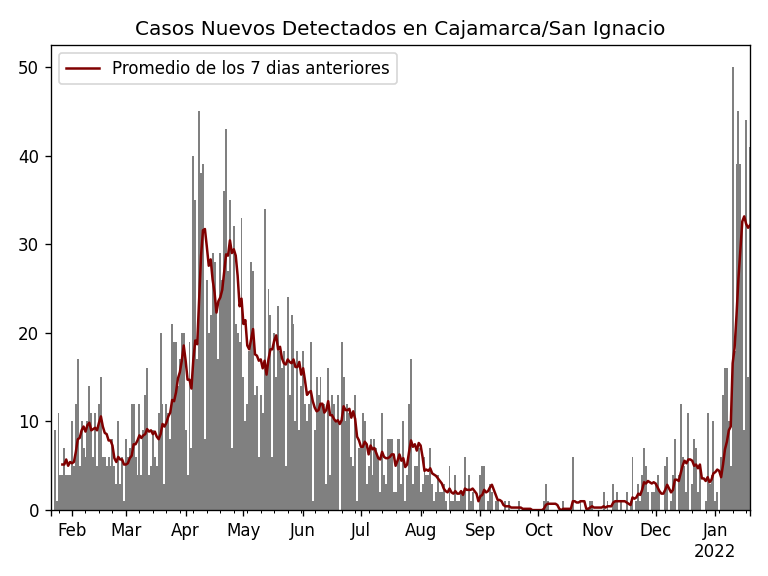 Casos Nuevos Detectados en Cajamarca/San Ignacio
Promedio de los 7 dias anteriores
50
40
30
20
10
0
Feb Mar Apr May Jun Jul Aug Sep Oct Nov Dec Jan
2022